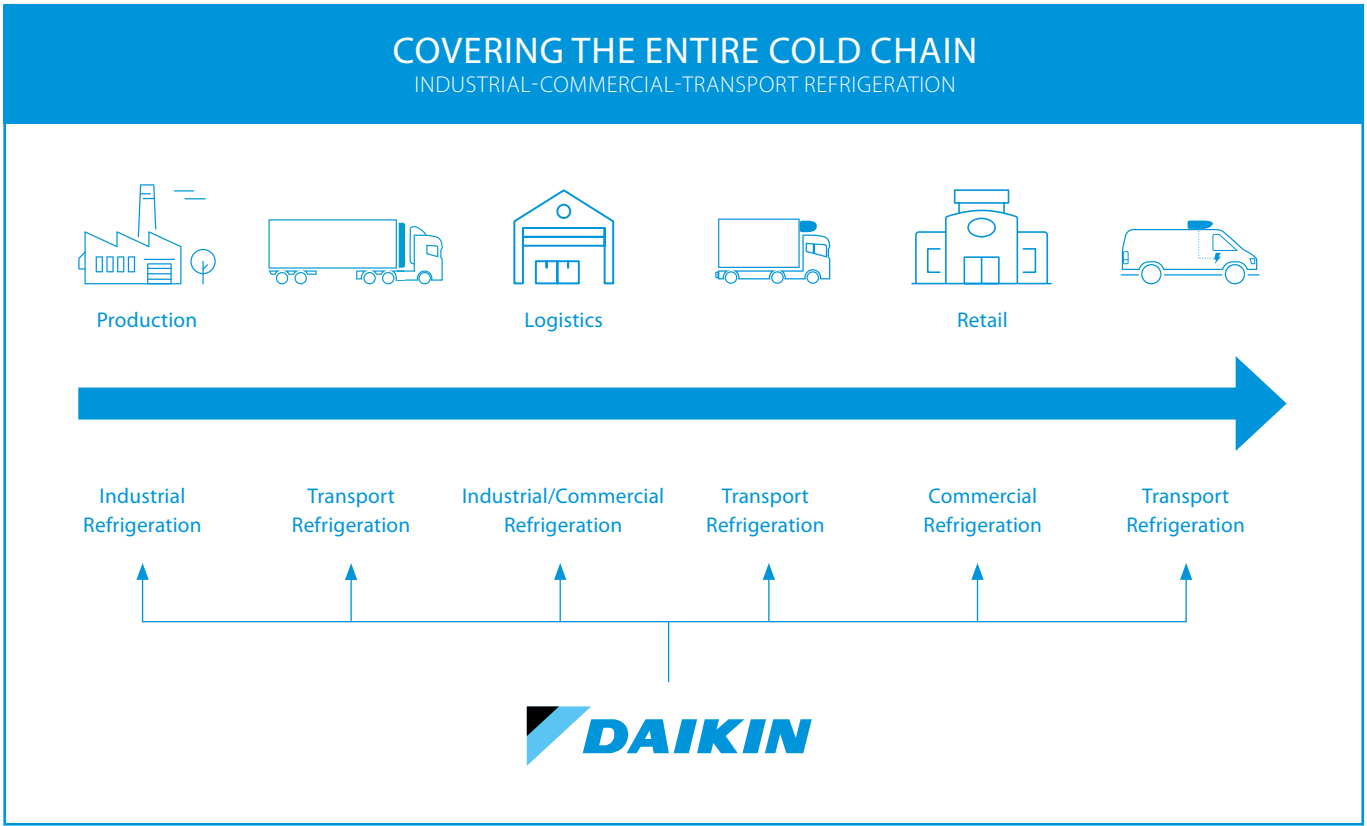 COVERING THE ENTIRE COLD CHAIN
INDUSTRIAL-COMMERCIAL-TRANSPORT REFRIGERATION
Production
Logistics
Retail
Industrial
Refrigeration
Transport
Refrigeration
Industrial/Commercial
Refrigeration
Transport
Refrigeration
Commercial
Refrigeration
Transport
Refrigeration
DAIKIN